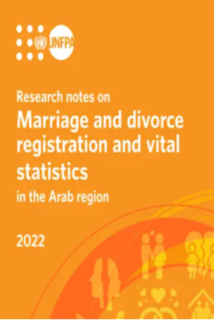 UNFPA
Research notes on
Marriage and divorce
registration and vital
statistics
in the Arab region
2022